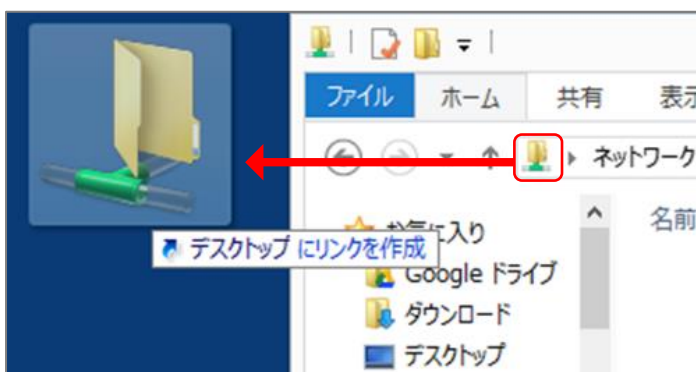 ファイル ホーム 共有 表示
ネットワーク
名前
お気に入り
デスクトップ にリンクを作成
Google ドライブ
ダウンロード
デスクトップ